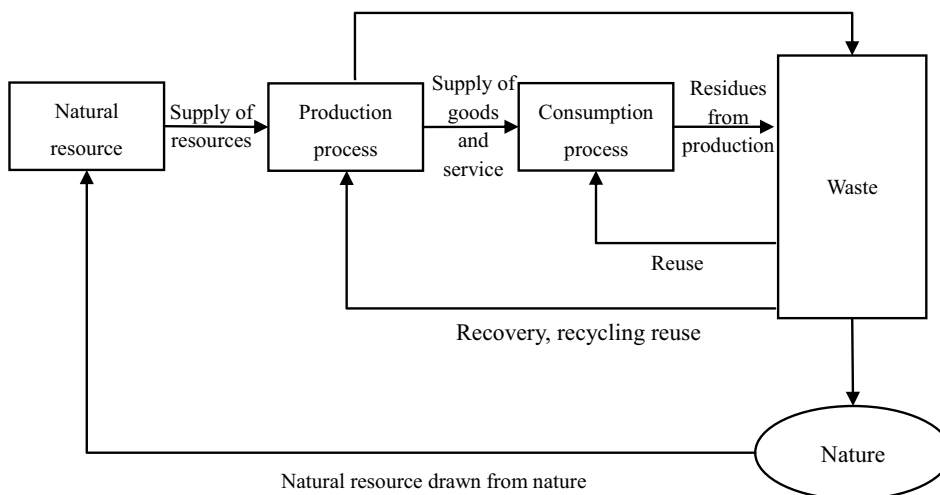 Natural
resource
Supply of
resources
Production
process
Supply of
goods
and
service
Consumption
process
Residues
from
production
Waste
Reuse
Recovery, recycling reuse
Nature
Natural resource drawn from nature